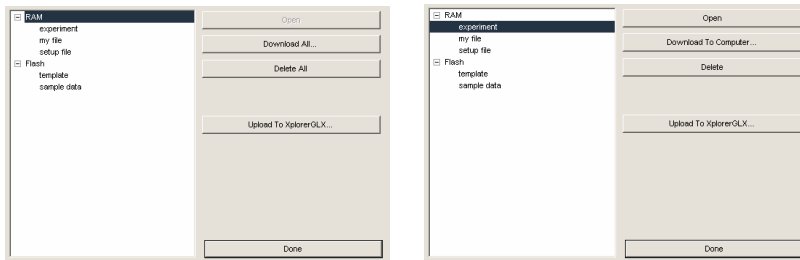 RAM
experiment
my file
setup file
Flash
template
sample data
Open
Download All...
Delete All
Upload To XplorerGLX...
Done
RAM
experiment
my file
setup file
Flash
template
sample data
Open
Download To Computer...
Delete
Upload To XplorerGLX...
Done